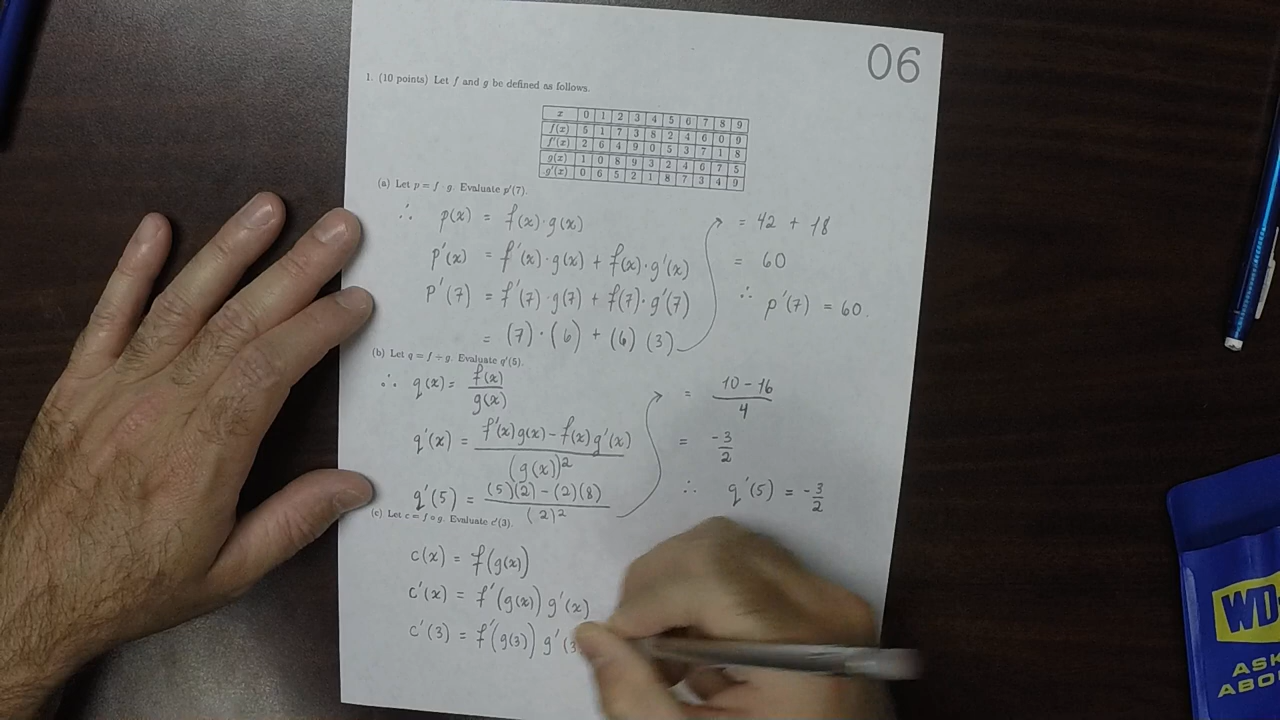 06
1. (10 points) Let f and g be defined as follows.
x 0 1 2 3 4 5 6 7 8 9
f(x) 5 1 7 3 8 2 4 6 0 9
f'(x) 2 6 4 9 0 5 3 7 1 8
g(x) 1 0 8 9 3 2 4 6 7 5
g'(x) 0 6 5 2 1 8 7 3 4 9
(a) Let p = f · g. Evaluate p'(7).
∴ p(x) = f(x)·g(x)
p'(x) = f'(x)·g(x) + f(x)·g'(x)
p'(7) = f'(7)·g(7) + f(7)·g'(7)
= (7)·(6) + (6)(3)
= 42 + 18
= 60
∴ p'(7) = 60.
(b) Let q = f ÷ g. Evaluate q'(5).
∴ q(x) = f(x) / g(x)
q'(x) = f'(x)g(x) − f(x)g'(x) / (g(x))²
q'(5) = (5)(2) − (2)(8) / (2)²
= 10 − 16 / 4
= -3/2
∴ q'(5) = -3/2
(c) Let c = f ∘ g. Evaluate c'(3).
c(x) = f(g(x))
c'(x) = f'(g(x)) g'(x)
c'(3) = f'(g(3)) g'(3
WD-
ASK
ABO